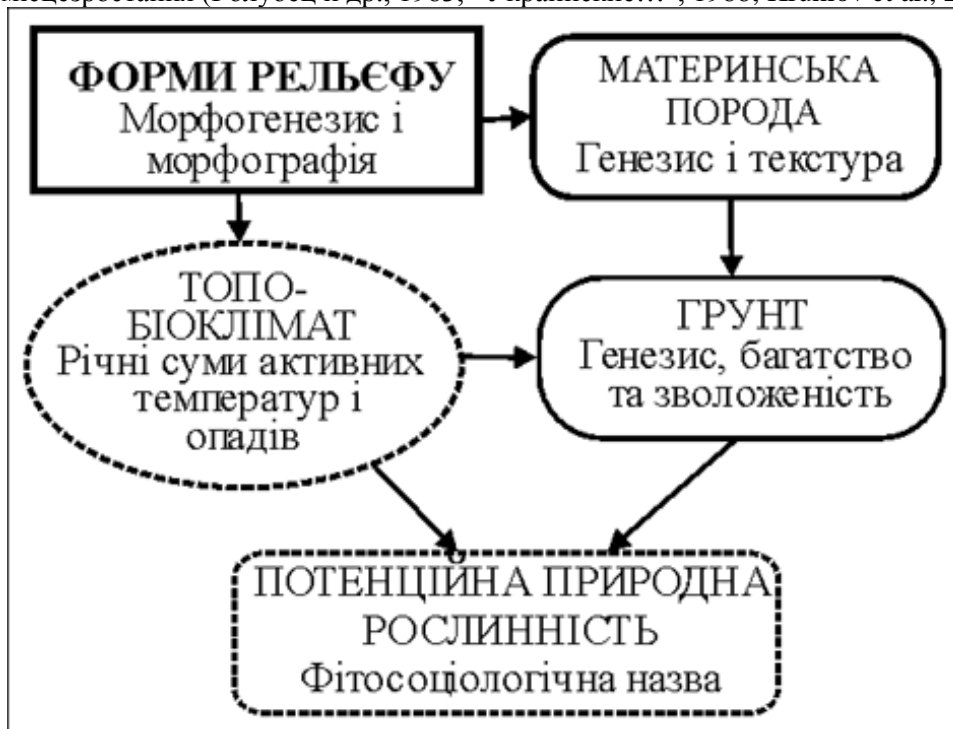 ФОРМИ РЕЛЬЄФУ
Морфогенезис і
морфографія
МАТЕРИНСЬКА
ПОРОДА
Генезис і текстура
ТОПО-
БІОКЛІМАТ
Річні суми активних
температур і
опадів
ГРУНТ
Генезис, багатство
та зволоженість
ПОТЕНЦІЙНА ПРИРОДНА
РОСЛИННІСТЬ
Фітосоціологічна назва